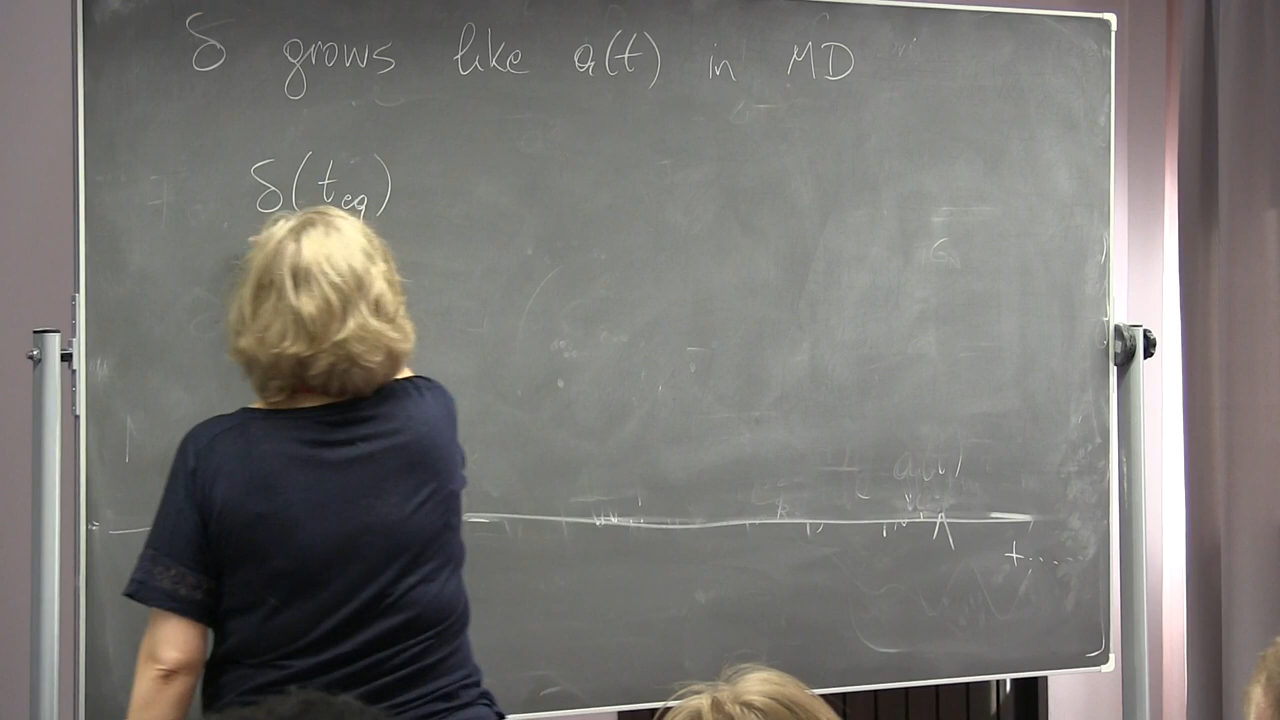 δ grows like a(t) in MD
δ(t_eq)